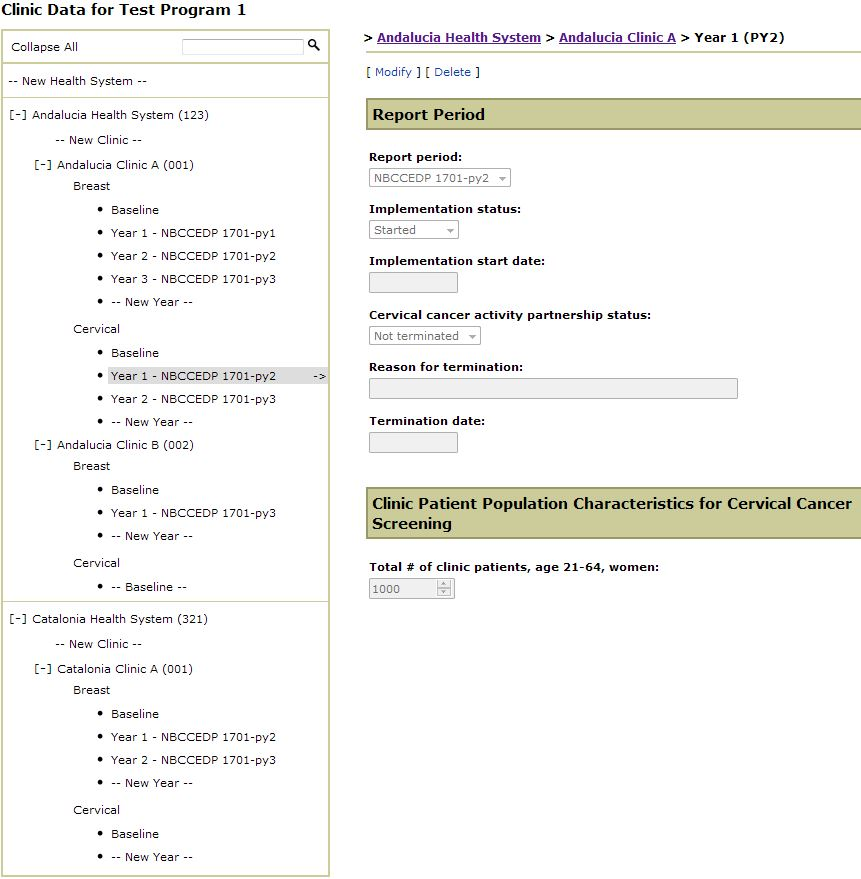 Clinic Data for Test Program 1
Collapse All
-- New Health System --
[-] Andalucia Health System (123)
-- New Clinic --
[-] Andalucia Clinic A (001)
Breast
• Baseline
• Year 1 - NBCCEDP 1701-py1
• Year 2 - NBCCEDP 1701-py2
• Year 3 - NBCCEDP 1701-py3
• -- New Year --
Cervical
• Baseline
• Year 1 - NBCCEDP 1701-py2 ->
• Year 2 - NBCCEDP 1701-py3
• -- New Year --
[-] Andalucia Clinic B (002)
Breast
• Baseline
• Year 1 - NBCCEDP 1701-py3
• -- New Year --
Cervical
• -- Baseline --
[-] Catalonia Health System (321)
-- New Clinic --
[-] Catalonia Clinic A (001)
Breast
• Baseline
• Year 1 - NBCCEDP 1701-py2
• Year 2 - NBCCEDP 1701-py3
• -- New Year --
Cervical
• Baseline
• -- New Year --
> Andalucia Health System > Andalucia Clinic A > Year 1 (PY2)
[ Modify ] [ Delete ]
Report Period
Report period:
NBCCEDP 1701-py2
Implementation status:
Started
Implementation start date:
Cervical cancer activity partnership status:
Not terminated
Reason for termination:
Termination date:
Clinic Patient Population Characteristics for Cervical Cancer
Screening
Total # of clinic patients, age 21-64, women:
1000